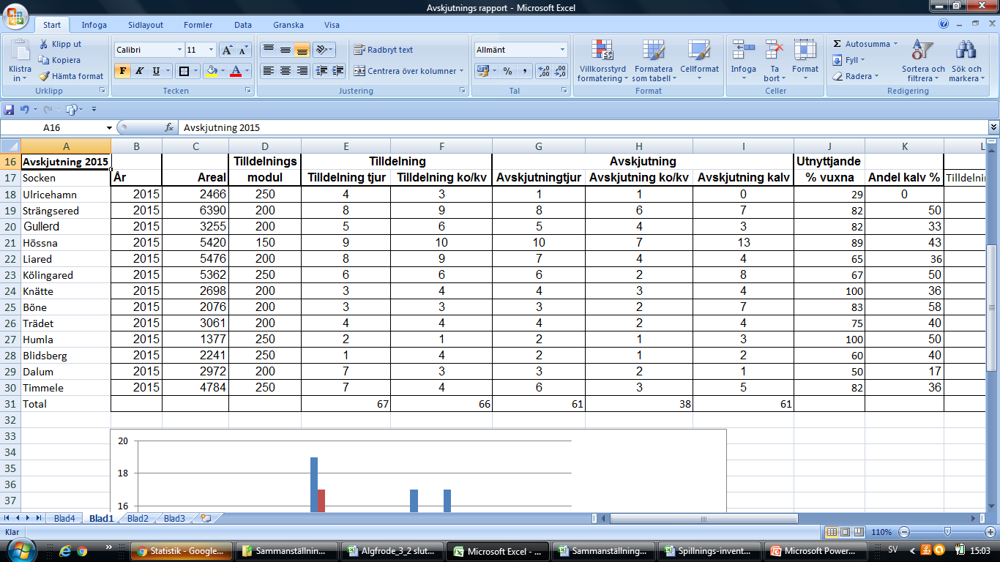 Avskjutnings rapport - Microsoft Excel
Start Infoga Sidlayout Formler Data Granska Visa
Klistra in
Klipp ut
Kopiera
Hämta format
Urklipp
Calibri 11
F K U
Tecken
Radbryt text
Centrera över kolumner
Justering
Allmänt
Tal
Villkorsstyrd formatering
Formatera som tabell
Cellformat
Format
Infoga
Ta bort
Format
Celler
Autosumma
Fyll
Radera
Sortera och filtrera
Sök och markera
Redigering
A16 fx Avskjutning 2015
A B C D E F G H I J K L
16 Avskjutning 2015 Tilldelnings Tilldelning Avskjutning Utnyttjande
17 Socken År Areal modul Tilldelning tjur Tilldelning ko/kv Avskjutningtjur Avskjutning ko/kv Avskjutning kalv % vuxna Andel kalv % Tilldelni
18 Ulricehamn 2015 2466 250 4 3 1 1 0 29 0
19 Strängsered 2015 6390 200 8 9 8 6 7 82 50
20 Gullerd 2015 3255 200 5 6 5 4 3 82 33
21 Hössna 2015 5420 150 9 10 10 7 13 89 43
22 Liared 2015 5476 200 8 9 7 4 4 65 36
23 Kölingared 2015 5362 250 6 6 6 2 8 67 50
24 Knätte 2015 2698 200 3 4 4 3 4 100 36
25 Böne 2015 2076 200 3 3 3 2 7 83 58
26 Trädet 2015 3061 200 4 4 4 2 4 75 40
27 Humla 2015 1377 250 2 1 2 1 3 100 50
28 Blidsberg 2015 2241 250 1 4 2 1 2 60 40
29 Dalum 2015 2972 200 7 3 3 2 1 50 17
30 Timmele 2015 4784 250 7 4 6 3 5 82 36
31 Total 67 66 61 38 61
32
33
34
35
36
37
20
18
16
Blad4 Blad1 Blad2 Blad3
Klar 110%
Statistik - Google... Sammanställnin... Algfrode_3_2 slut... Microsoft Excel - ... Sammanställning... Spillnings-invent... Microsoft Power... SV 15:03